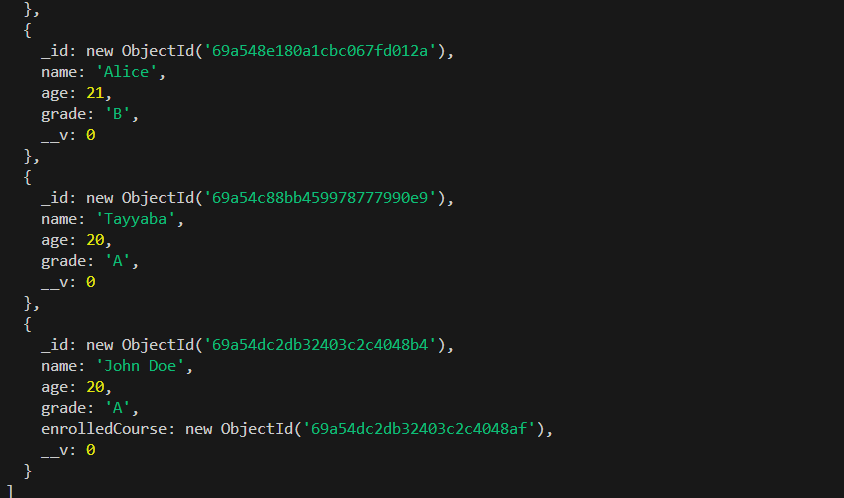 },
{
_id: new ObjectId('69a548e180a1cbc067fd012a'),
name: 'Alice',
age: 21,
grade: 'B',
__v: 0
},
{
_id: new ObjectId('69a54c88bb459978777990e9'),
name: 'Tayyaba',
age: 20,
grade: 'A',
__v: 0
},
{
_id: new ObjectId('69a54dc2db32403c2c4048b4'),
name: 'John Doe',
age: 20,
grade: 'A',
enrolledCourse: new ObjectId('69a54dc2db32403c2c4048af'),
__v: 0
}
]